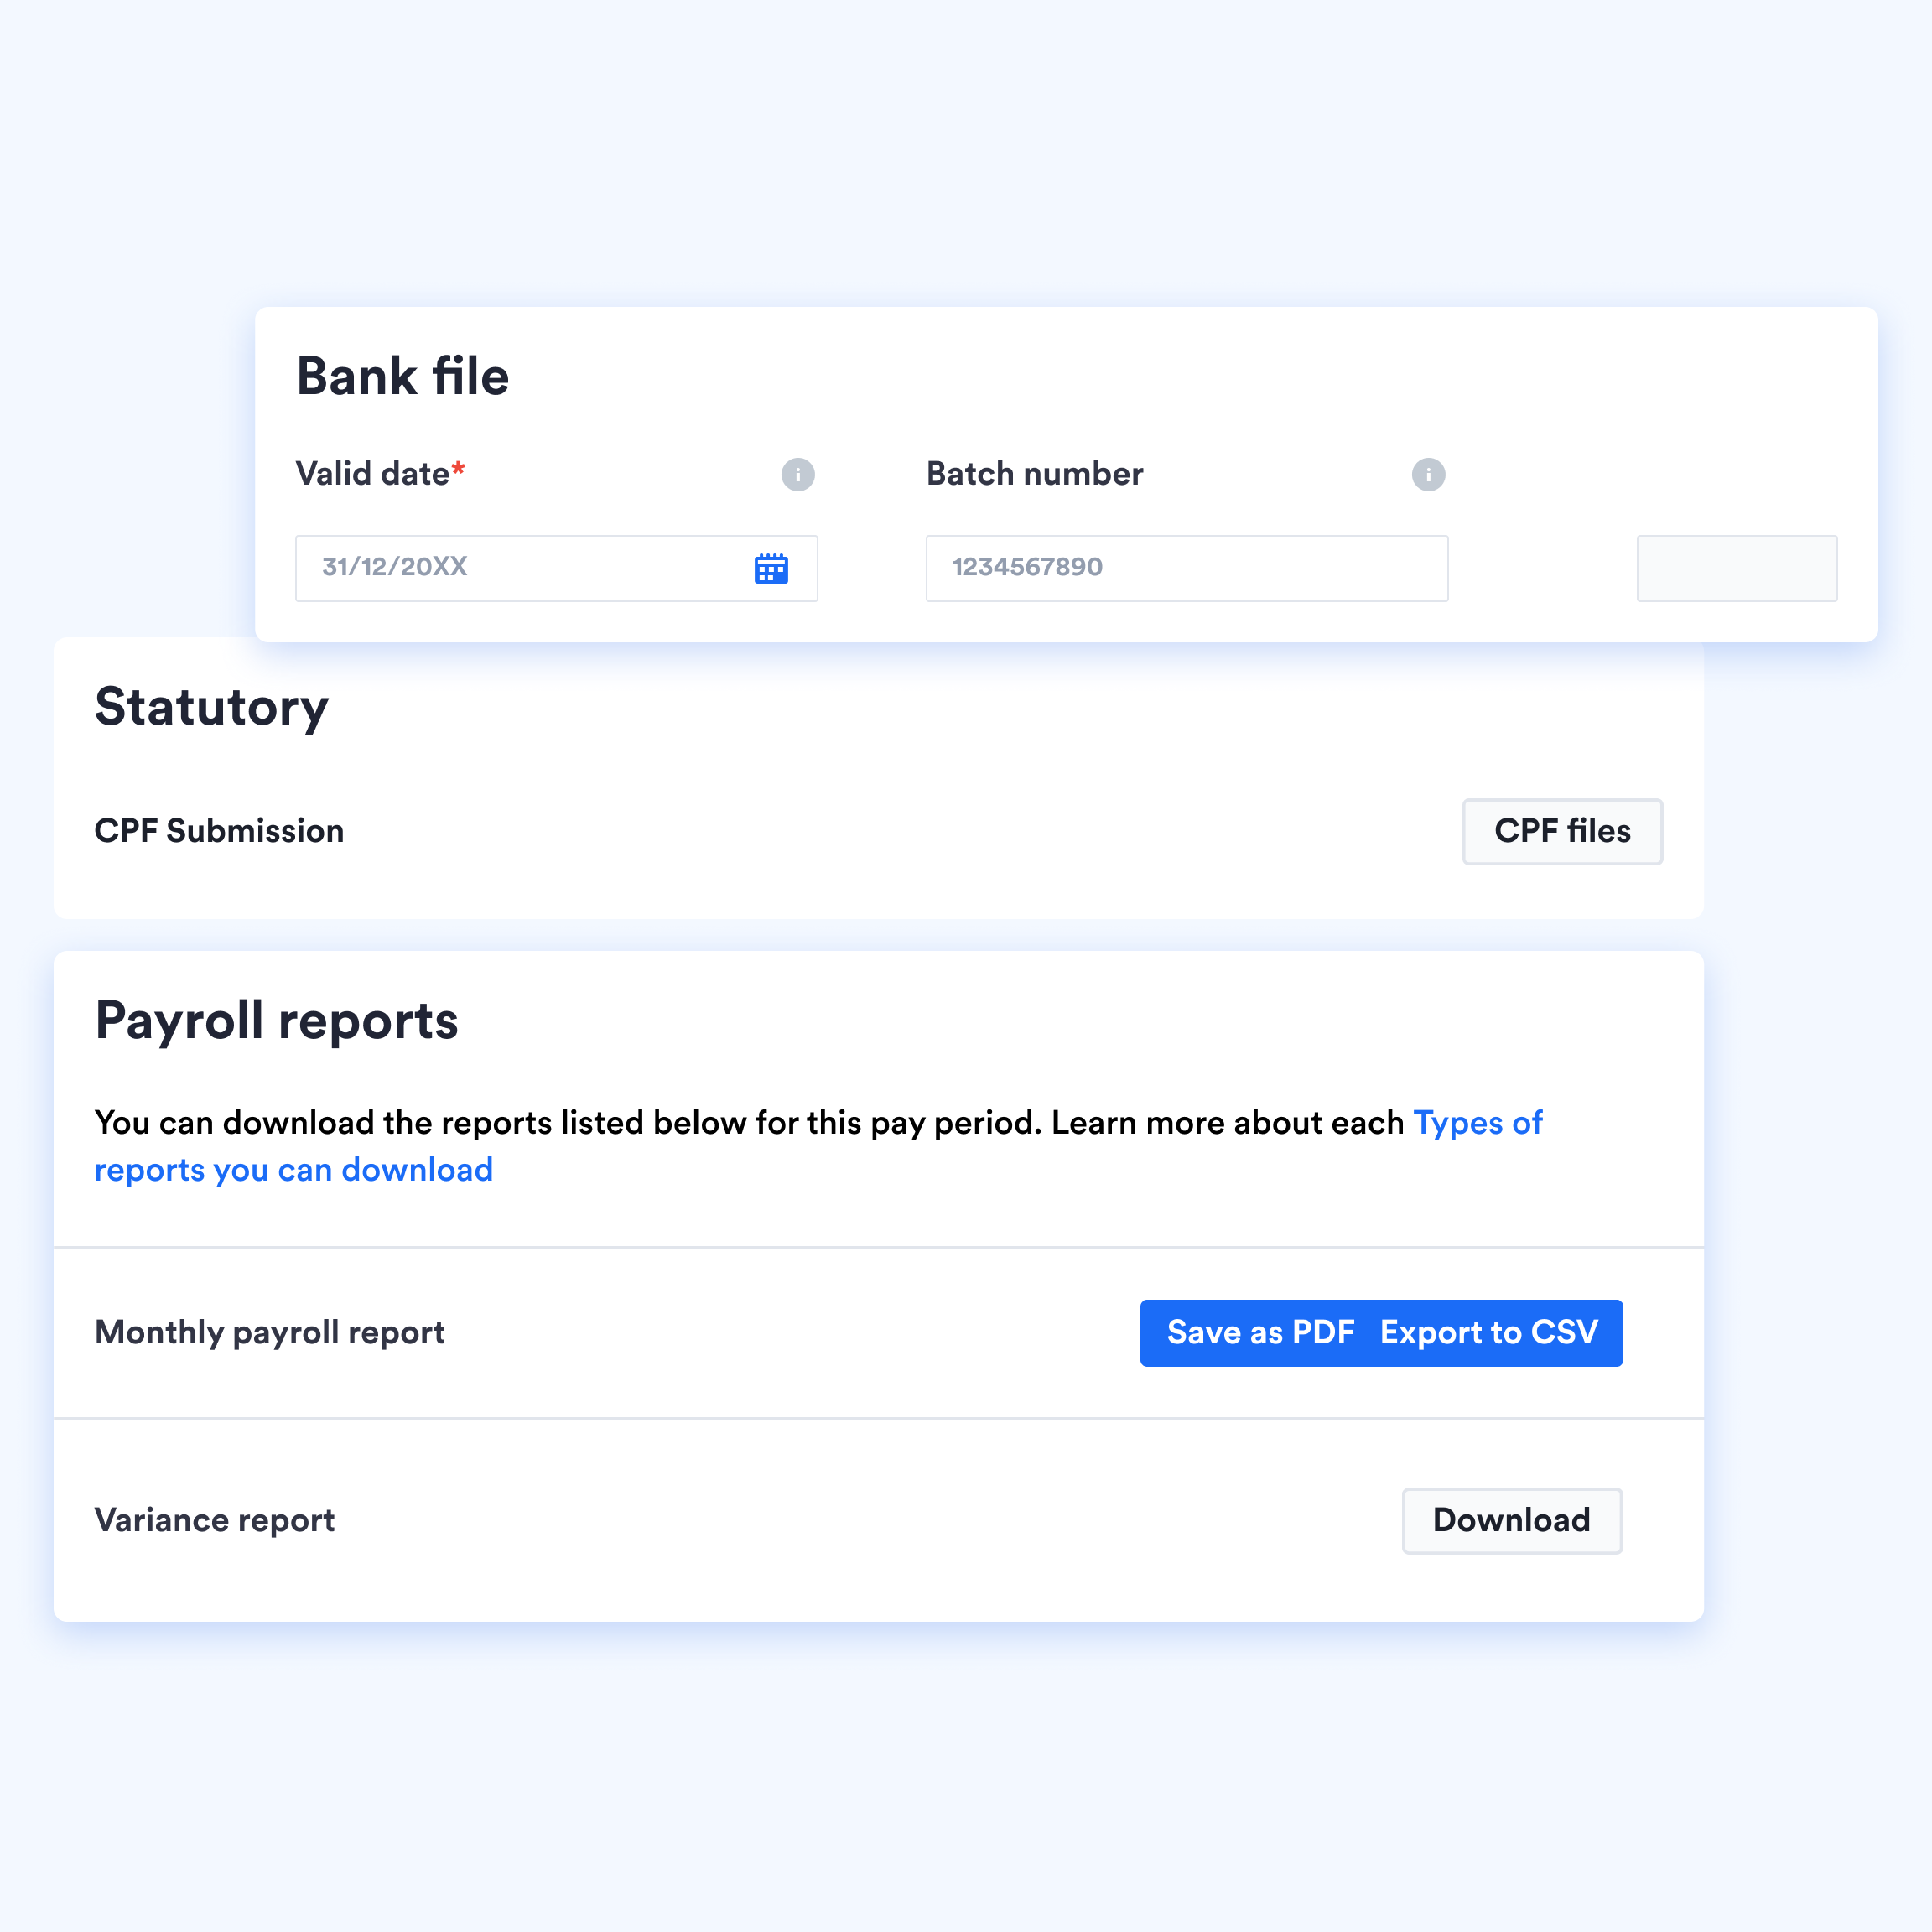 Bank file
Valid date*
Batch number
31/12/20XX
1234567890
Statutory
CPF Submission
CPF files
Payroll reports
You can download the reports listed below for this pay period. Learn more about each Types of
reports you can download
Monthly payroll report
Save as PDF Export to CSV
Variance report
Download